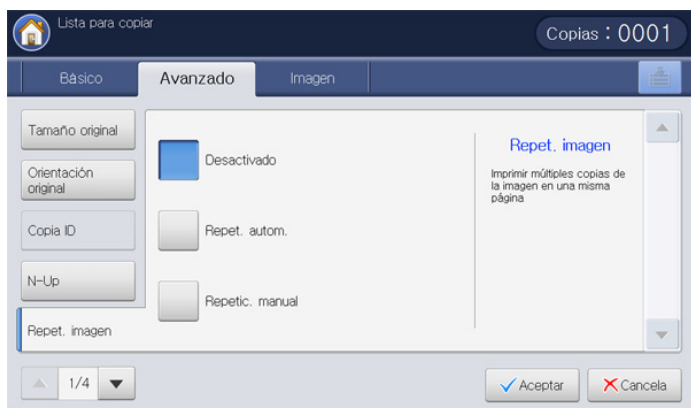 Lista para copiar
Copias : 0001
Básico
Avanzado
Imagen
Tamaño original
Orientación
original
Copia ID
N-Up
Repet. imagen
Desactivado
Repet. autom.
Repetic. manual
Repet. imagen
Imprimir múltiples copias de
la imagen en una misma
página
1/4
Aceptar
Cancela